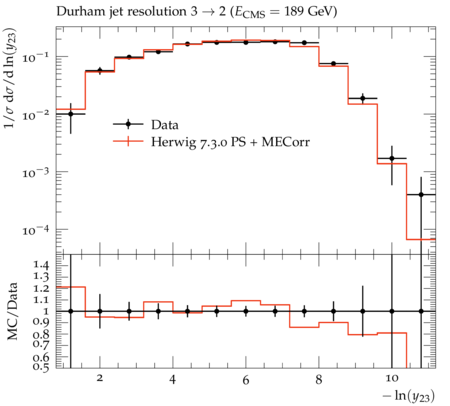 Durham jet resolution 3 → 2 (E_CMS = 189 GeV)
1/σ dσ/d ln(y₂₃)
10⁻¹
10⁻²
10⁻³
10⁻⁴
Data
Herwig 7.3.0 PS + MECorr
MC/Data
1.4
1.3
1.2
1.1
1
0.9
0.8
0.7
0.6
0.5
2 4 6 8 10
− ln(y₂₃)